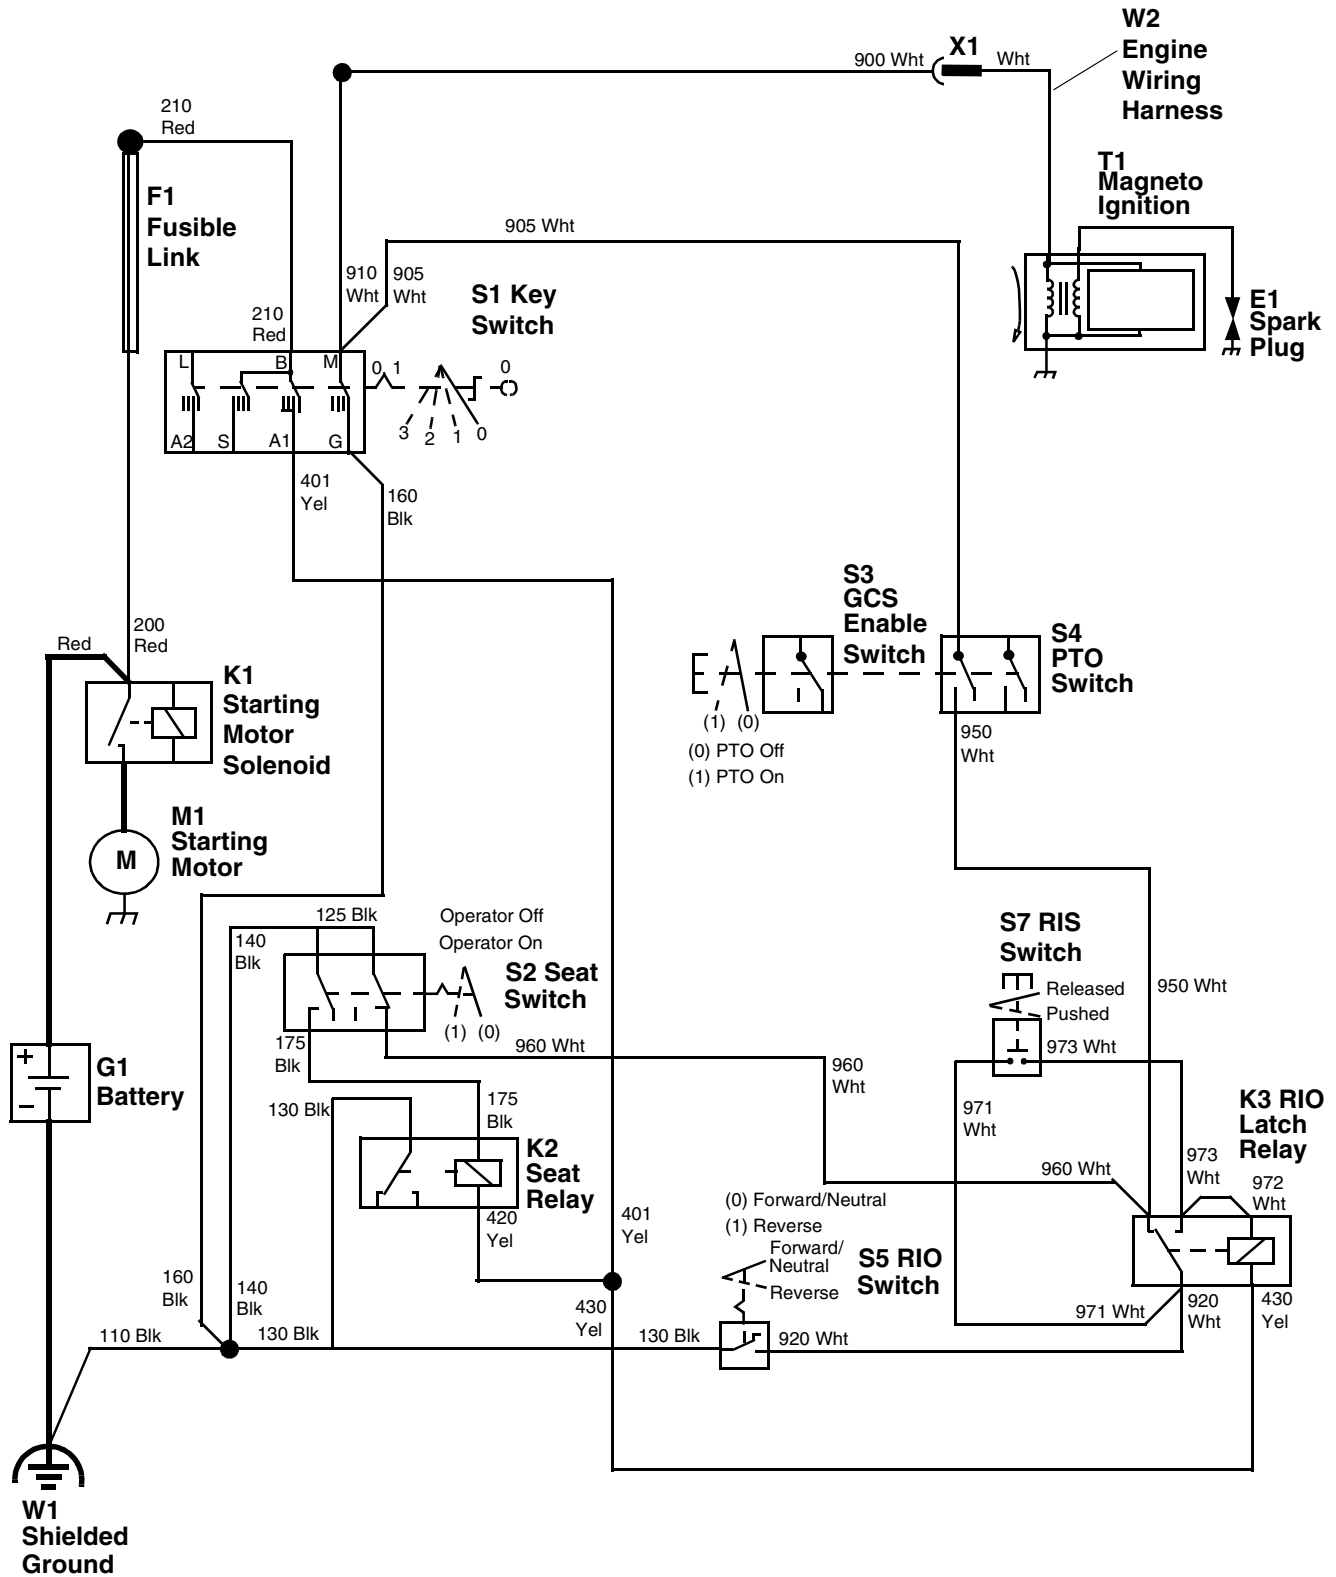 W2
Engine
Wiring
Harness
X1
900 Wht
Wht
210
Red
F1
Fusible
Link
T1
Magneto
Ignition
905 Wht
910
Wht
905
Wht
S1 Key
Switch
210
Red
E1
Spark
Plug
L
B
M
0
1
0
A2
S
A1
G
3
2
1
0
401
Yel
160
Blk
S3
GCS
Enable
Switch
S4
PTO
Switch
200
Red
Red
K1
Starting
Motor
Solenoid
(1)
(0)
(0) PTO Off
(1) PTO On
950
Wht
M1
Starting
Motor
M
125 Blk
140
Blk
Operator Off
Operator On
S2 Seat
Switch
(1)
(0)
S7 RIS
Switch
Released
Pushed
950 Wht
175
Blk
960 Wht
960
Wht
973 Wht
+
−
G1
Battery
130 Blk
175
Blk
971
Wht
K3 RIO
Latch
Relay
K2
Seat
Relay
960 Wht
973
Wht
972
Wht
420
Yel
401
Yel
(0) Forward/Neutral
(1) Reverse
Forward/
Neutral
Reverse
S5 RIO
Switch
160
Blk
140
Blk
430
Yel
971 Wht
920
Wht
430
Yel
110 Blk
130 Blk
130 Blk
920 Wht
W1
Shielded
Ground